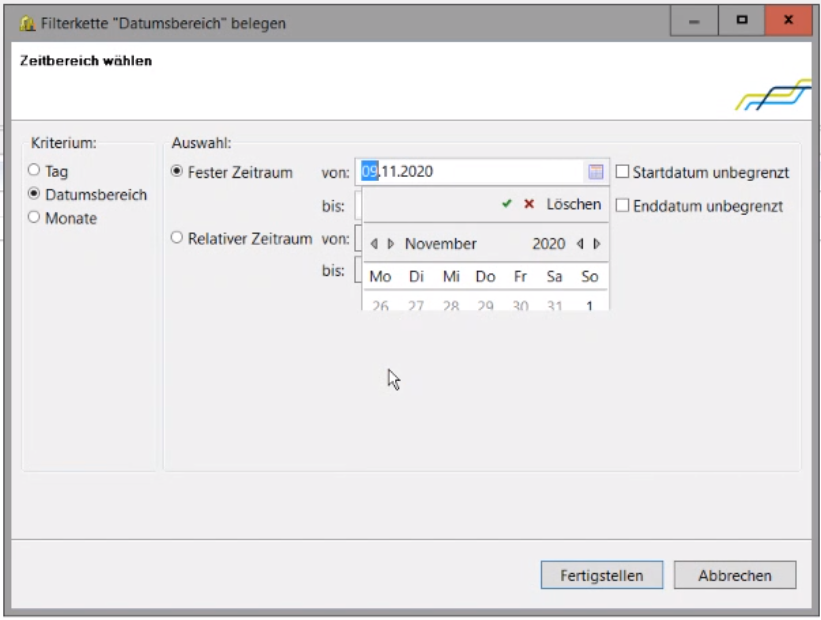 Filterkette "Datumsbereich" belegen
Zeitbereich wählen
Kriterium:
Tag
Datumsbereich
Monate
Auswahl:
Fester Zeitraum von: 09.11.2020 Startdatum unbegrenzt
bis: Enddatum unbegrenzt
Löschen
Relativer Zeitraum von:
bis:
November 2020
Mo Di Mi Do Fr Sa So
26 27 28 29 30 31 1
Fertigstellen Abbrechen